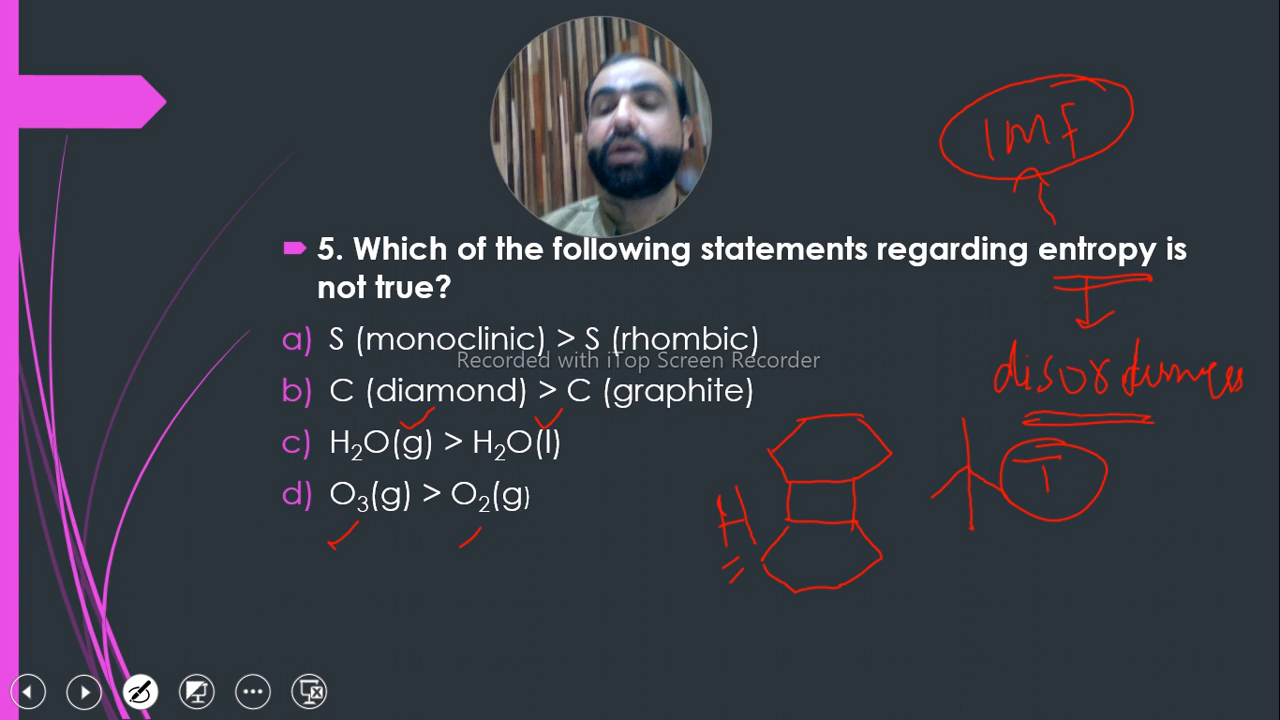 IMF
5. Which of the following statements regarding entropy is
not true?
a) S (monoclinic) > S (rhombic)
Recorded with iTop Screen Recorder
b) C (diamond) > C (graphite)
c) H₂O(g) > H₂O(l)
d) O₃(g) > O₂(g)
H
T